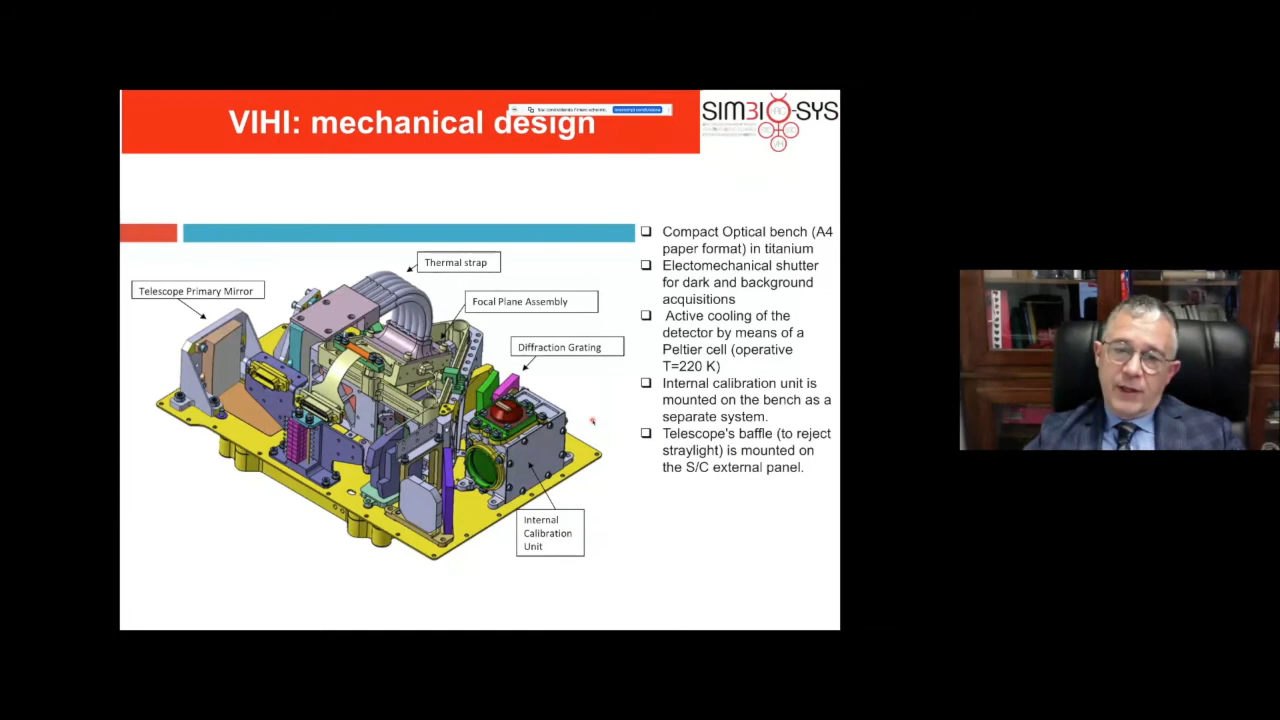 VIHI: mechanical design
SIMBIO-SYS
Thermal strap
Telescope Primary Mirror
Focal Plane Assembly
Diffraction Grating
Internal
Calibration
Unit
❑ Compact Optical bench (A4
paper format) in titanium
❑ Electomechanical shutter
for dark and background
acquisitions
❑ Active cooling of the
detector by means of a
Peltier cell (operative
T=220 K)
❑ Internal calibration unit is
mounted on the bench as a
separate system.
❑ Telescope's baffle (to reject
straylight) is mounted on
the S/C external panel.